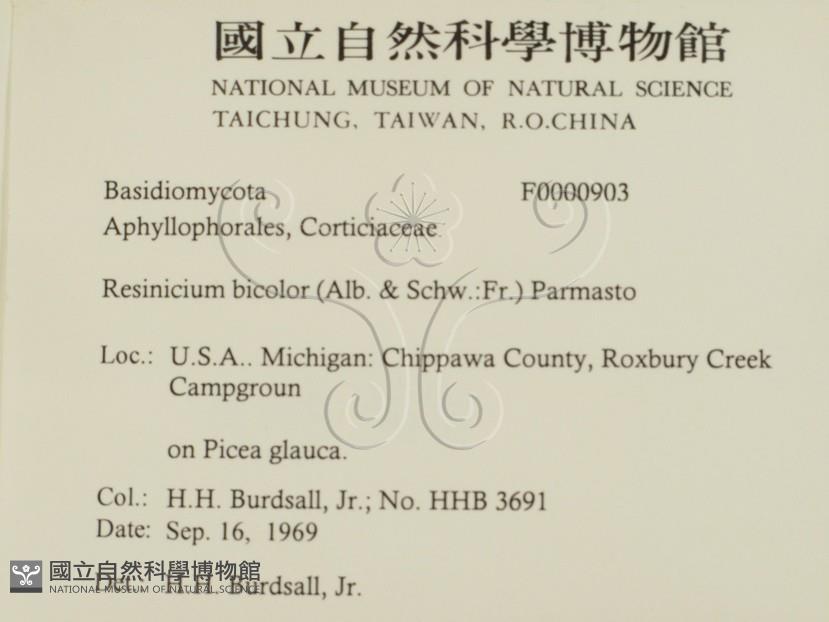 國立自然科學博物館
NATIONAL MUSEUM OF NATURAL SCIENCE
TAICHUNG, TAIWAN, R.O.CHINA
Basidiomycota F0000903
Aphyllophorales, Corticiaceae
Resinicium bicolor (Alb. & Schw.:Fr.) Parmasto
Loc.: U.S.A.. Michigan: Chippawa County, Roxbury Creek
Campgroun
on Picea glauca.
Col.: H.H. Burdsall, Jr.; No. HHB 3691
Date: Sep. 16, 1969
Det.: H.H. Burdsall, Jr.
國立自然科學博物館
NATIONAL MUSEUM OF NATURAL SCIENCE